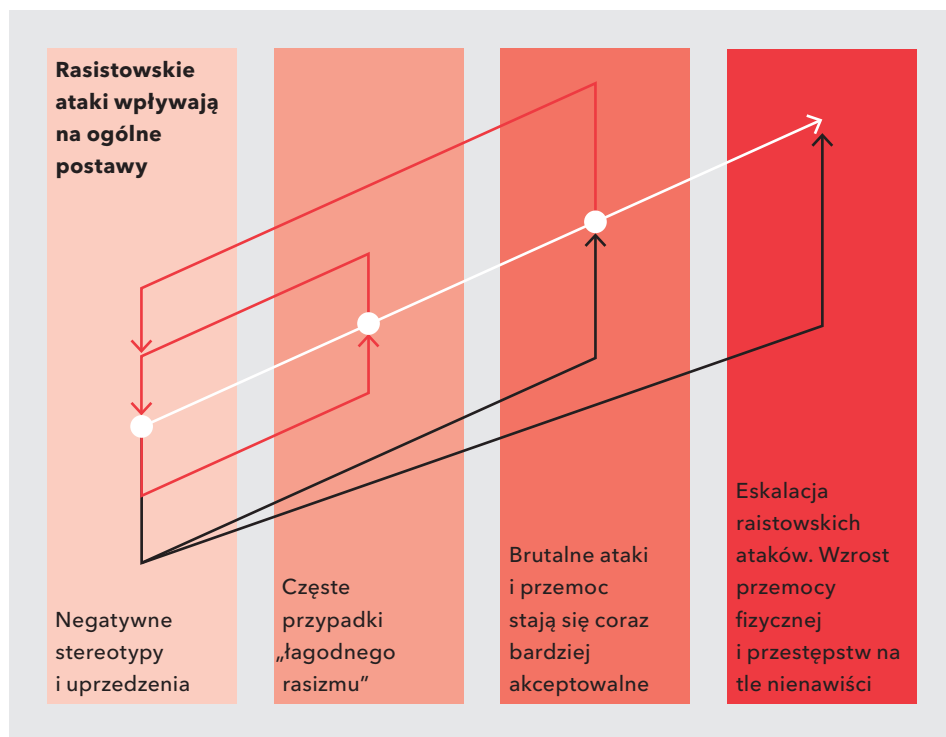 Rasistowskie
ataki wpływają
na ogólne
postawy
Negatywne
stereotypy
i uprzedzenia
Częste
przypadki
„łagodnego
rasizmu”
Brutalne ataki
i przemoc
stają się coraz
bardziej
akceptowalne
Eskalacja
raistowskich
ataków. Wzrost
przemocy
fizycznej
i przestępstw na
tle nienawiści